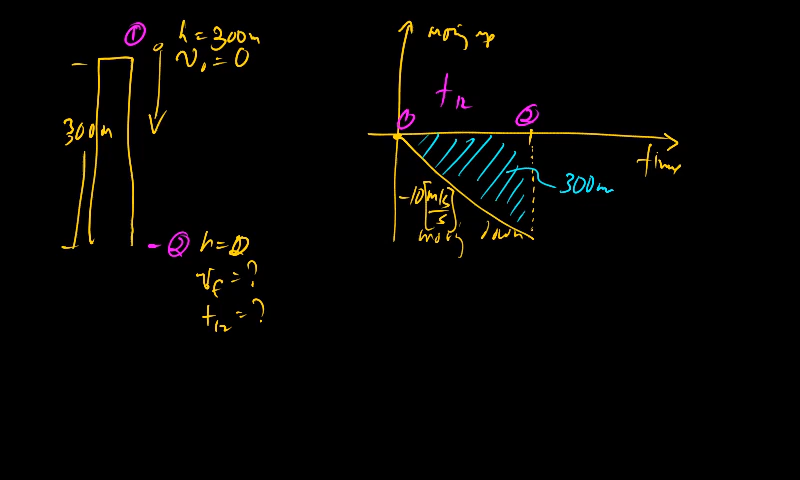 ① h = 300m
v₀ = 0
300m
② h = 0
v_f = ?
t₁₂ = ?
moving up
t₁₂
① ②
time
300m
-10 [m/s / s]
moving down